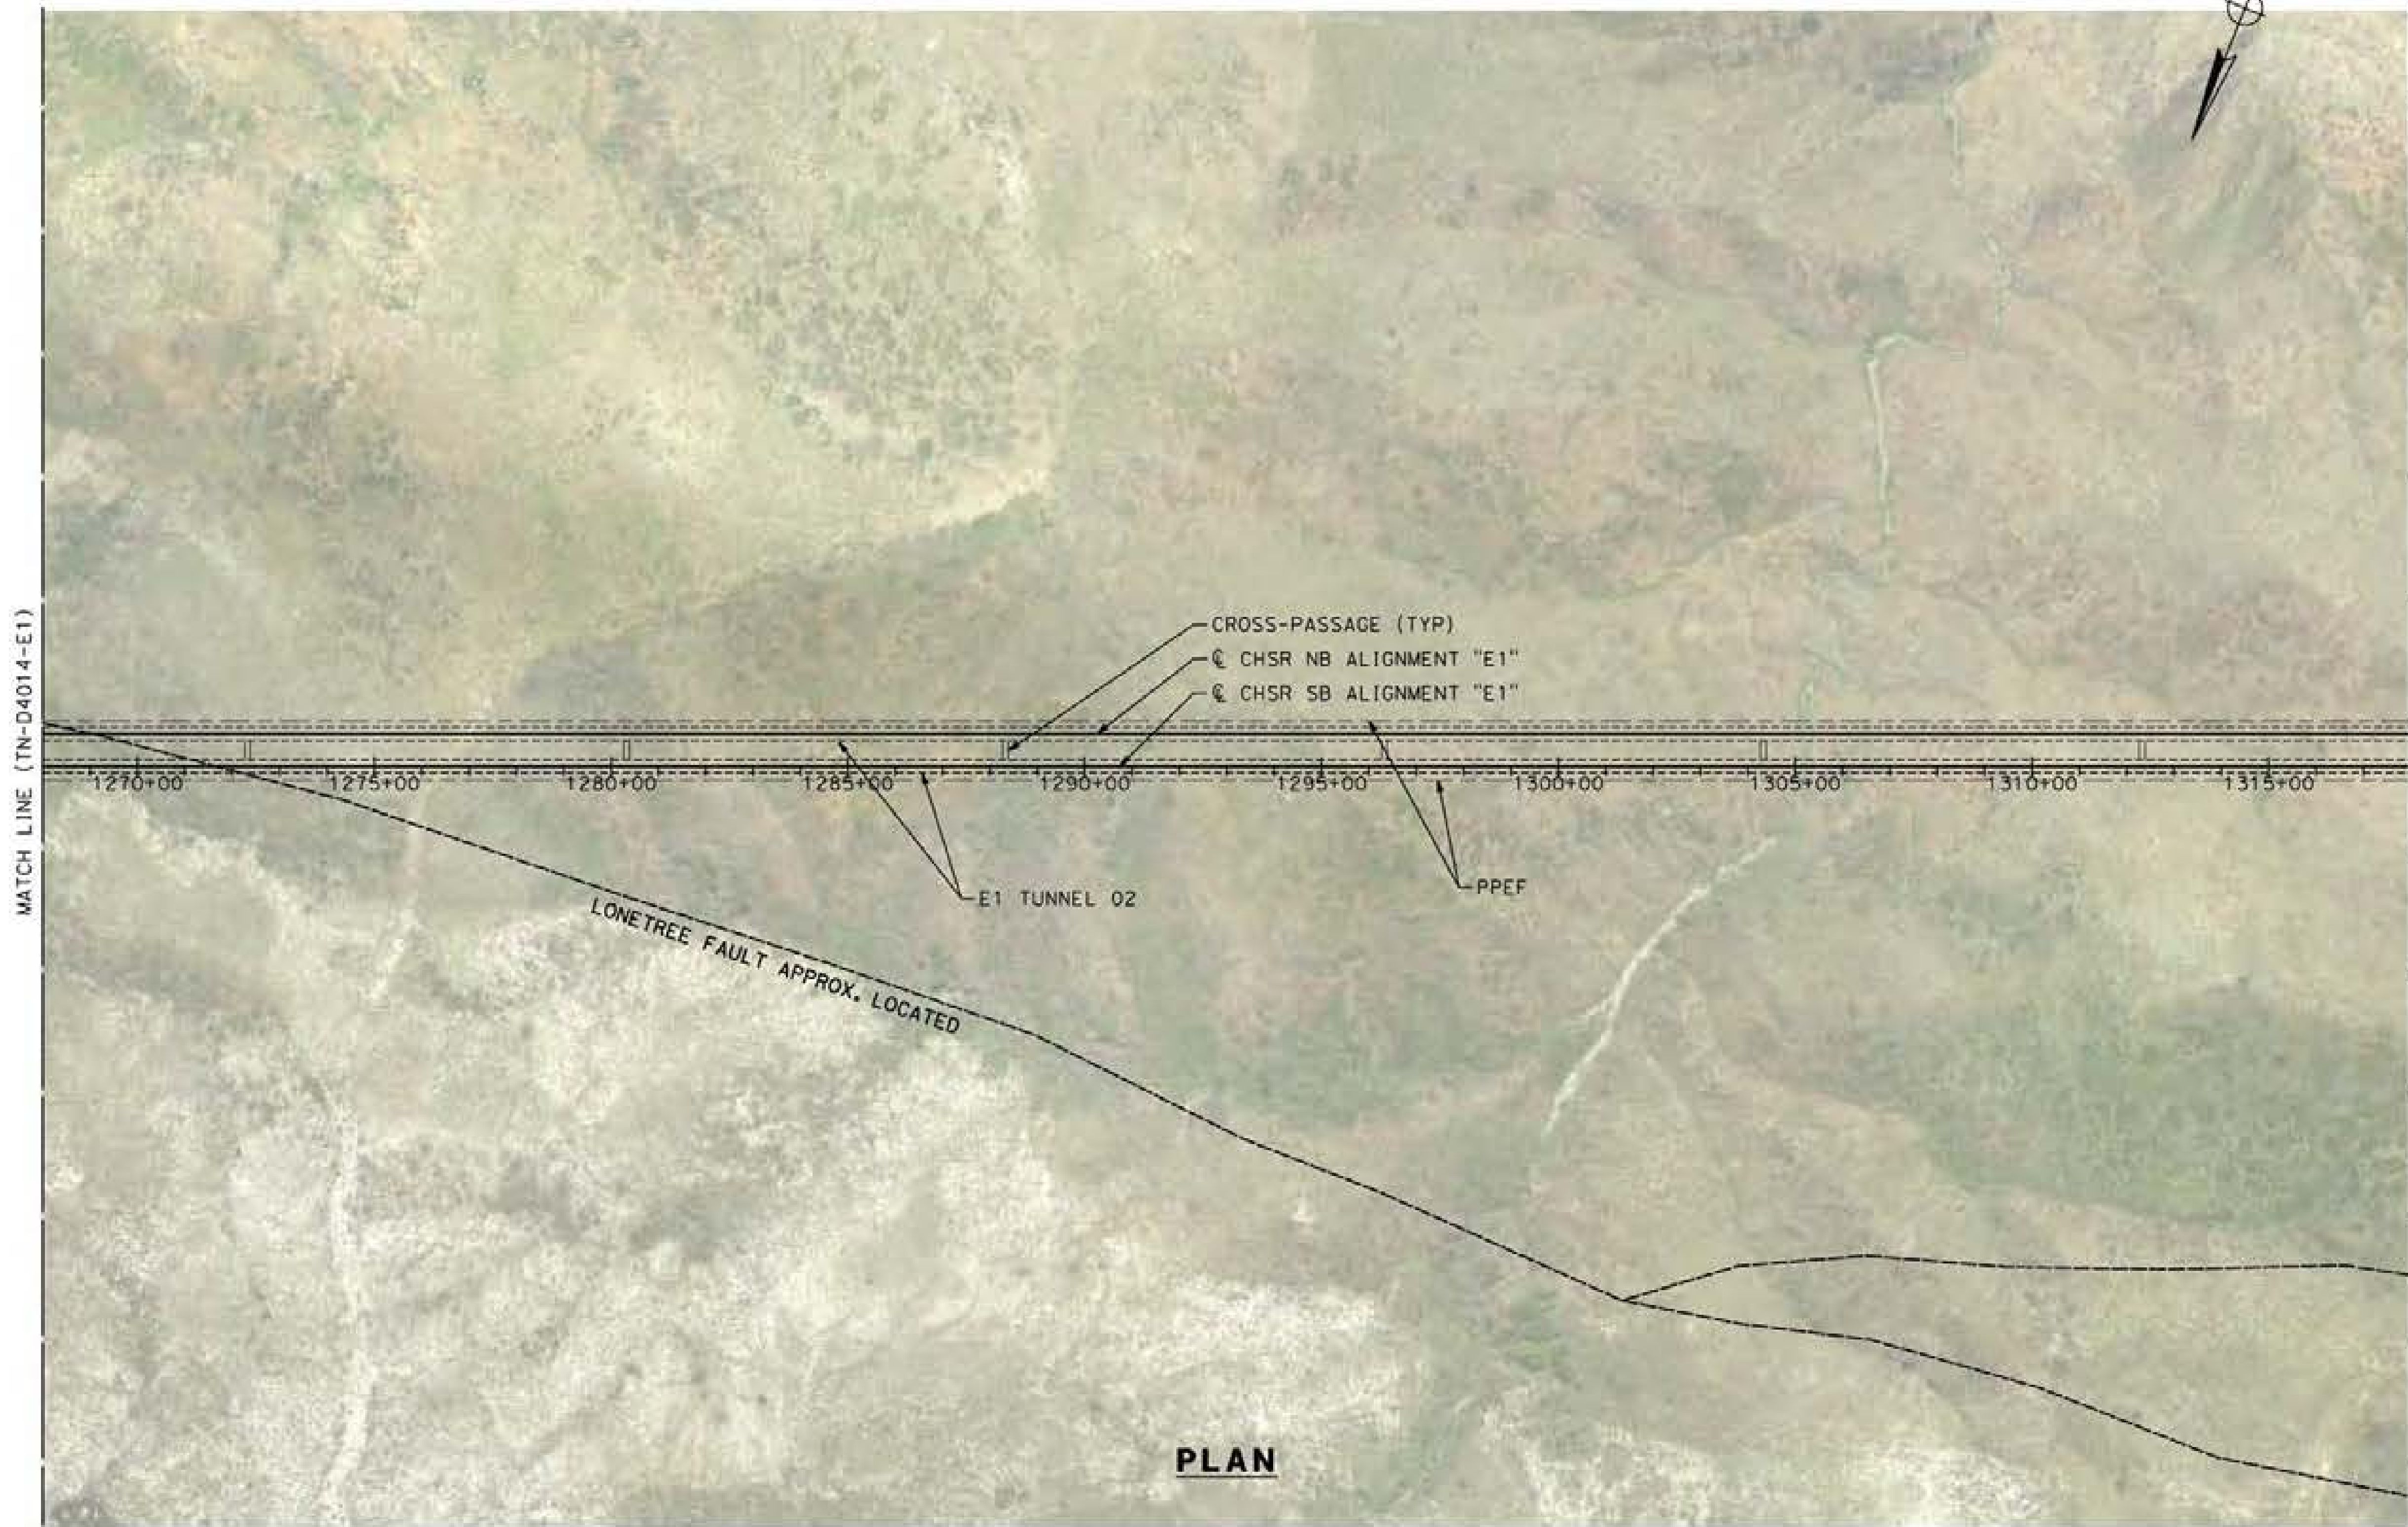 MATCH LINE (TN-D4014-E1)
CROSS-PASSAGE (TYP)
℄ CHSR NB ALIGNMENT "E1"
℄ CHSR SB ALIGNMENT "E1"
1270+00 1275+00 1280+00 1285+00 1290+00 1295+00 1300+00 1305+00 1310+00 1315+00
E1 TUNNEL 02
PPEF
LONETREE FAULT APPROX. LOCATED
PLAN